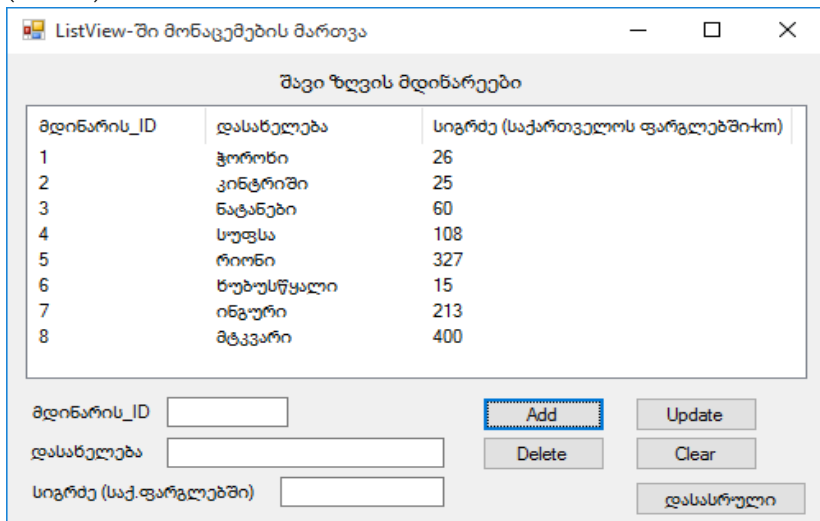 ListView-ში მონაცემების მართვა
შავი ზღვის მდინარეები
მდინარის_ID დასახელება სიგრძე (საქართველოს ფარგლებში-km)
1 ჭოროხი 26
2 კინტრიში 25
3 ნატანები 60
4 სუფსა 108
5 რიონი 327
6 ხუბუსწყალი 15
7 ინგური 213
8 მტკვარი 400
მდინარის_ID Add Update
დასახელება Delete Clear
სიგრძე (საქ.ფარგლებში) დასასრული